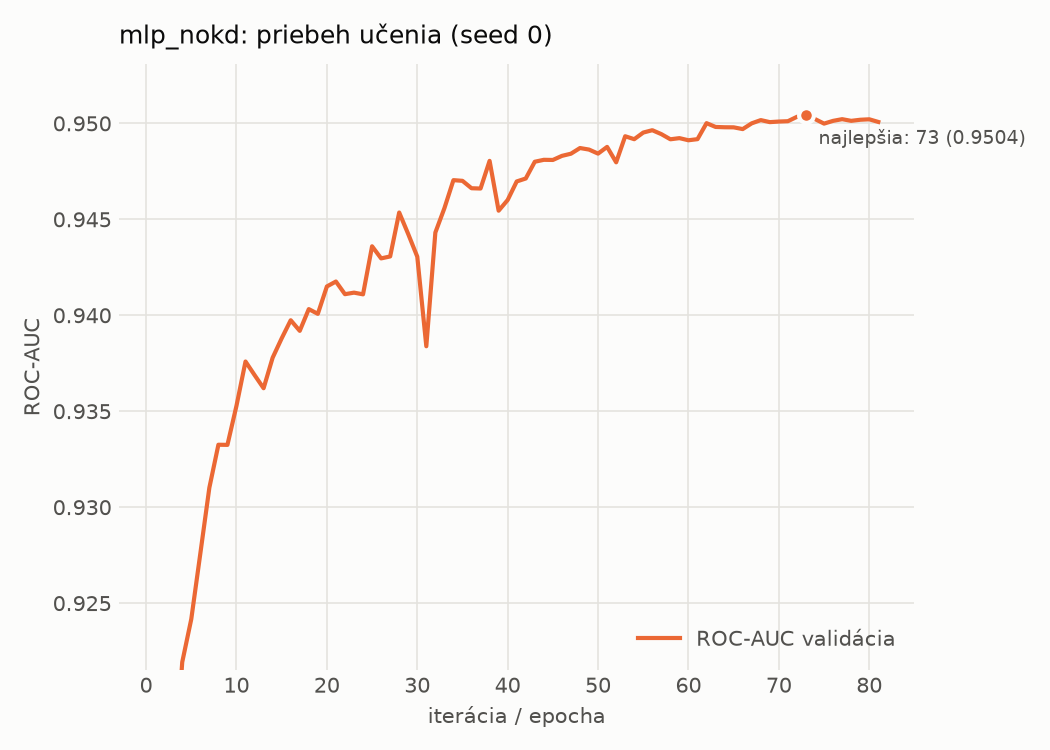 mlp_nokd: priebeh učenia (seed 0)
ROC-AUC
0.950
0.945
0.940
0.935
0.930
0.925
najlepšia: 73 (0.9504)
ROC-AUC validácia
0 10 20 30 40 50 60 70 80
iterácia / epocha